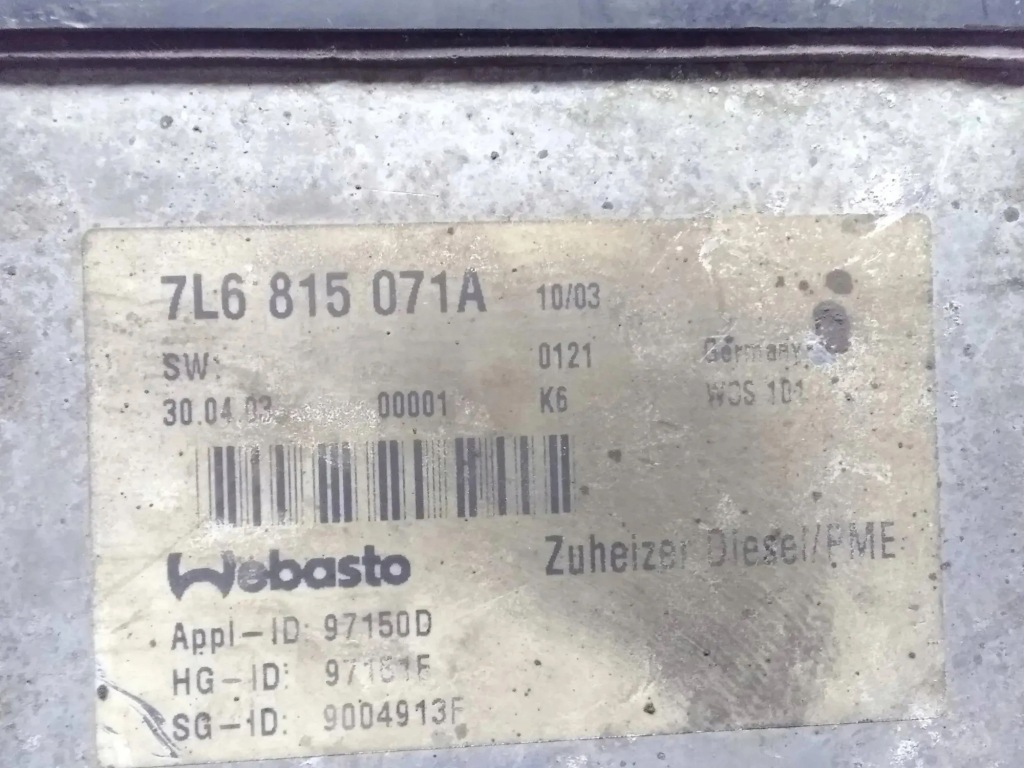 7L6 815 071A 10/03
SW: 0121 Germany
30.04.03 00001 K6 WOS 101
Webasto
Zuheizer Diesel/PME
Appl-ID: 97150D
HG-ID:
SG-ID: 9004913F